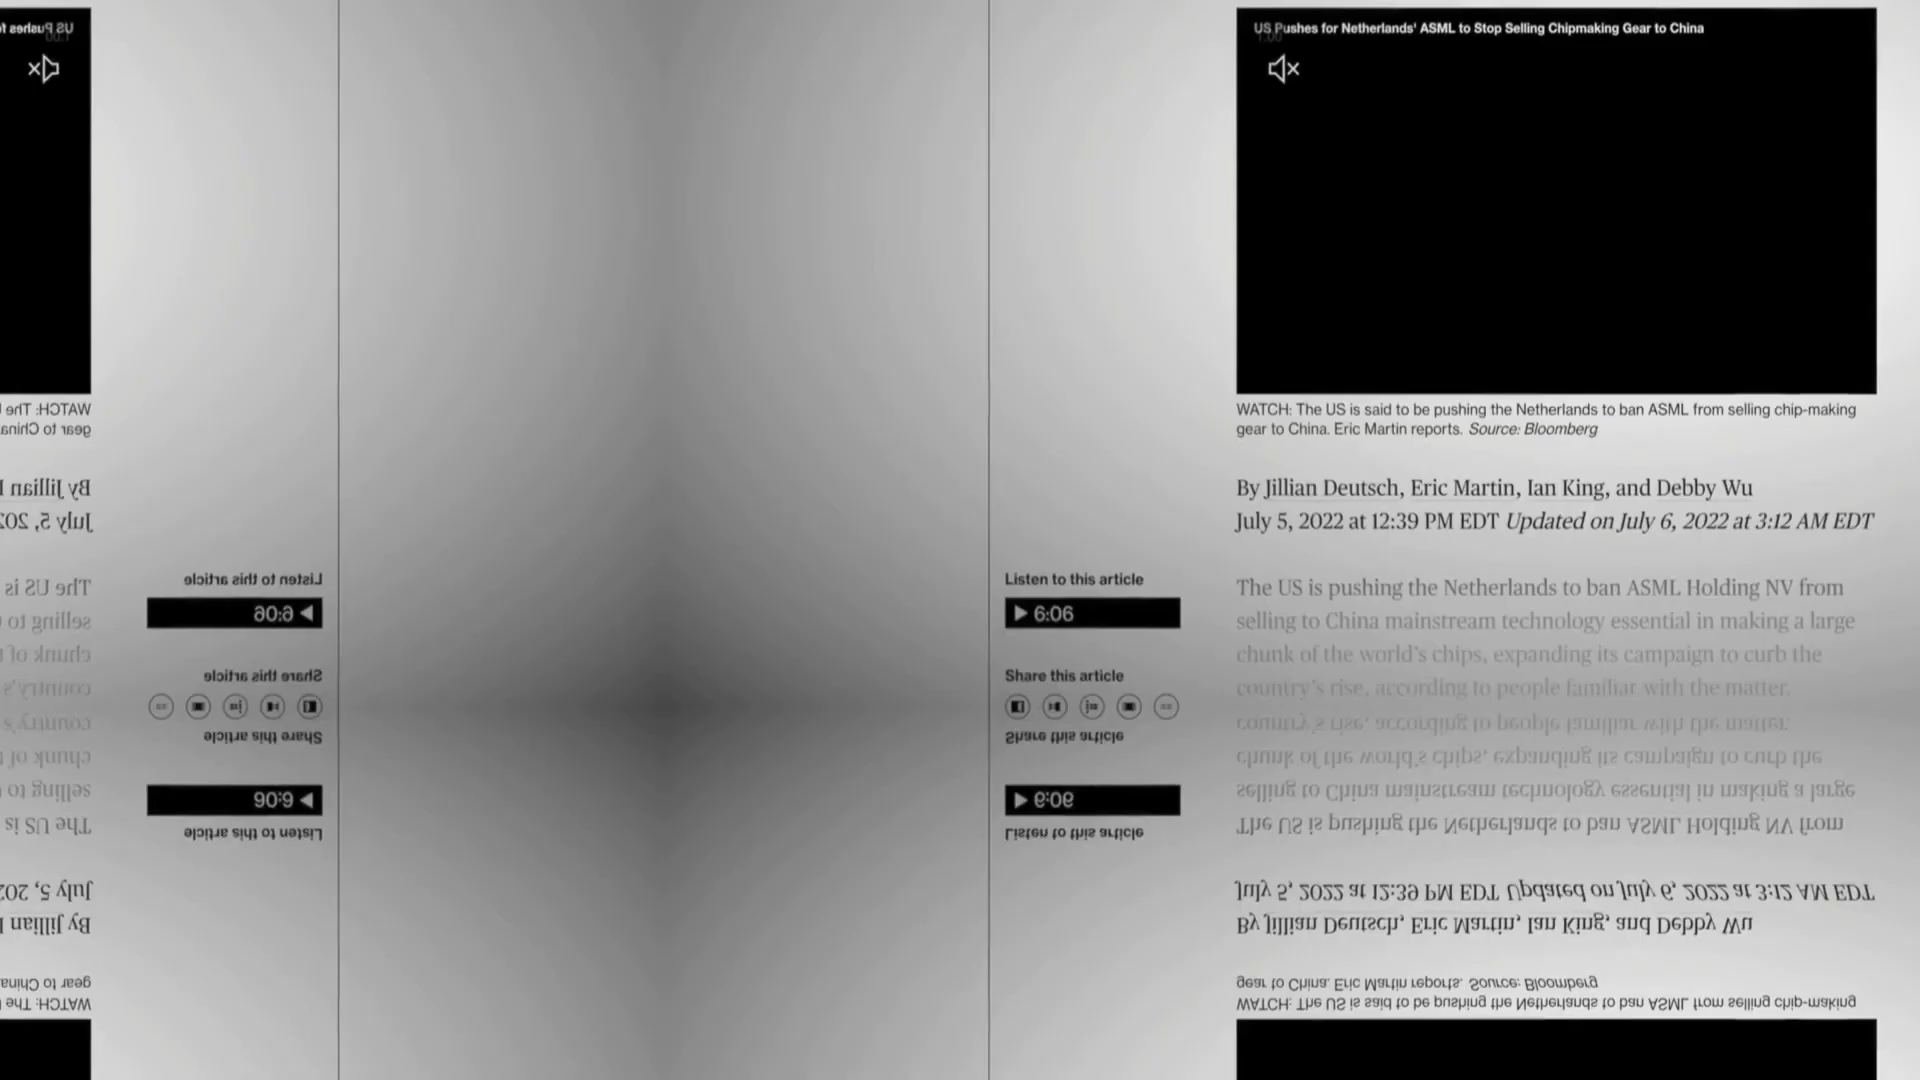 US Pushes for Netherlands' ASML to Stop Selling Chipmaking Gear to China
WATCH: The US is said to be pushing the Netherlands to ban ASML from selling chip-making
gear to China. Eric Martin reports. Source: Bloomberg
By Jillian Deutsch, Eric Martin, Ian King, and Debby Wu
July 5, 2022 at 12:39 PM EDT Updated on July 6, 2022 at 3:12 AM EDT
Listen to this article
6:06
Share this article
The US is pushing the Netherlands to ban ASML Holding NV from
selling to China mainstream technology essential in making a large
chunk of the world's chips, expanding its campaign to curb the
country's rise, according to people familiar with the matter.